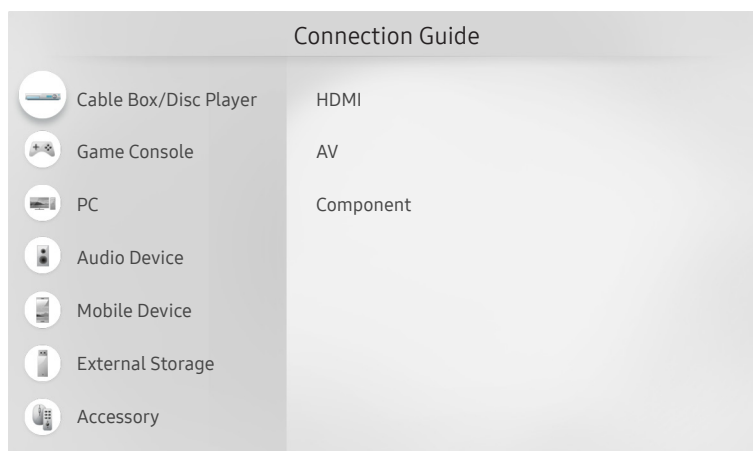 Connection Guide
Cable Box/Disc Player
Game Console
PC
Audio Device
Mobile Device
External Storage
Accessory
HDMI
AV
Component